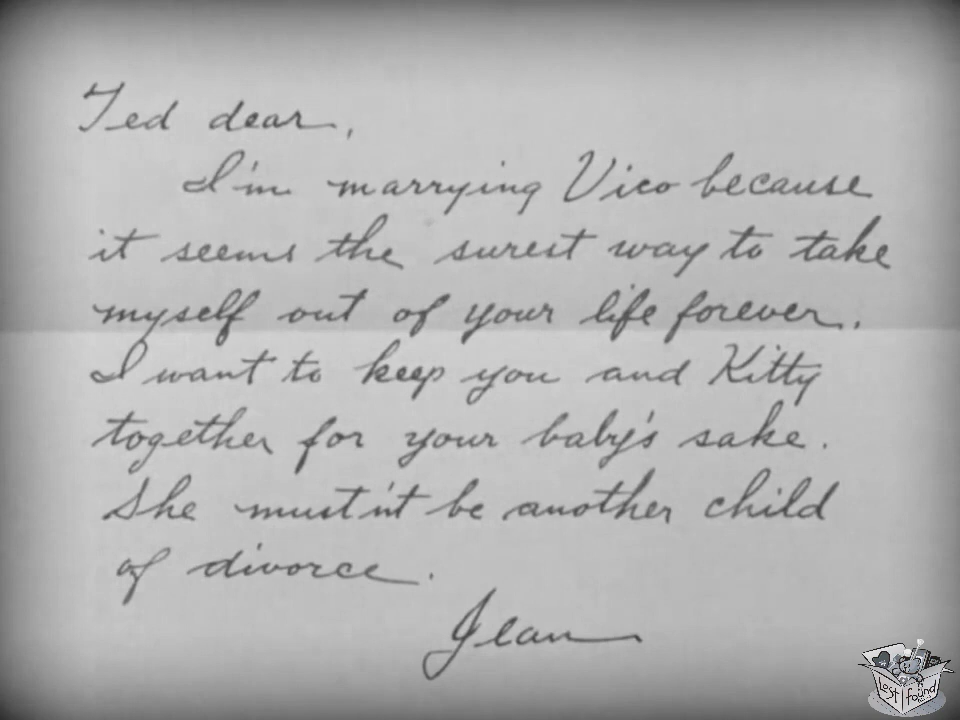 Ted dear,
I'm marrying Vico because
it seems the surest way to take
myself out of your life forever.
I want to keep you and Kitty
together for your baby's sake.
She must'nt be another child
of divorce.
Jean
Lost found